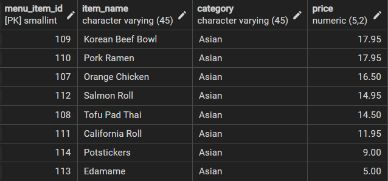 menu_item_id item_name category price
[PK] smallint character varying (45) character varying (45) numeric (5,2)
109 Korean Beef Bowl Asian 17.95
110 Pork Ramen Asian 17.95
107 Orange Chicken Asian 16.50
112 Salmon Roll Asian 14.95
108 Tofu Pad Thai Asian 14.50
111 California Roll Asian 11.95
114 Potstickers Asian 9.00
113 Edamame Asian 5.00